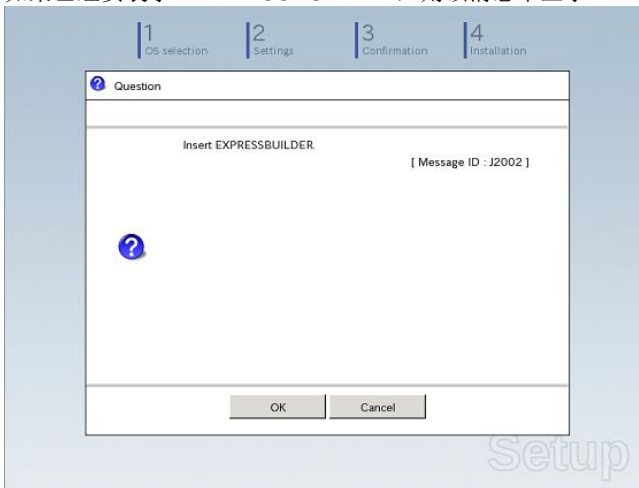 1
OS selection
2
Settings
3
Confirmation
4
Installation
Question
Insert EXPRESSBUILDER.
[ Message ID : J2002 ]
OK
Cancel
Setup